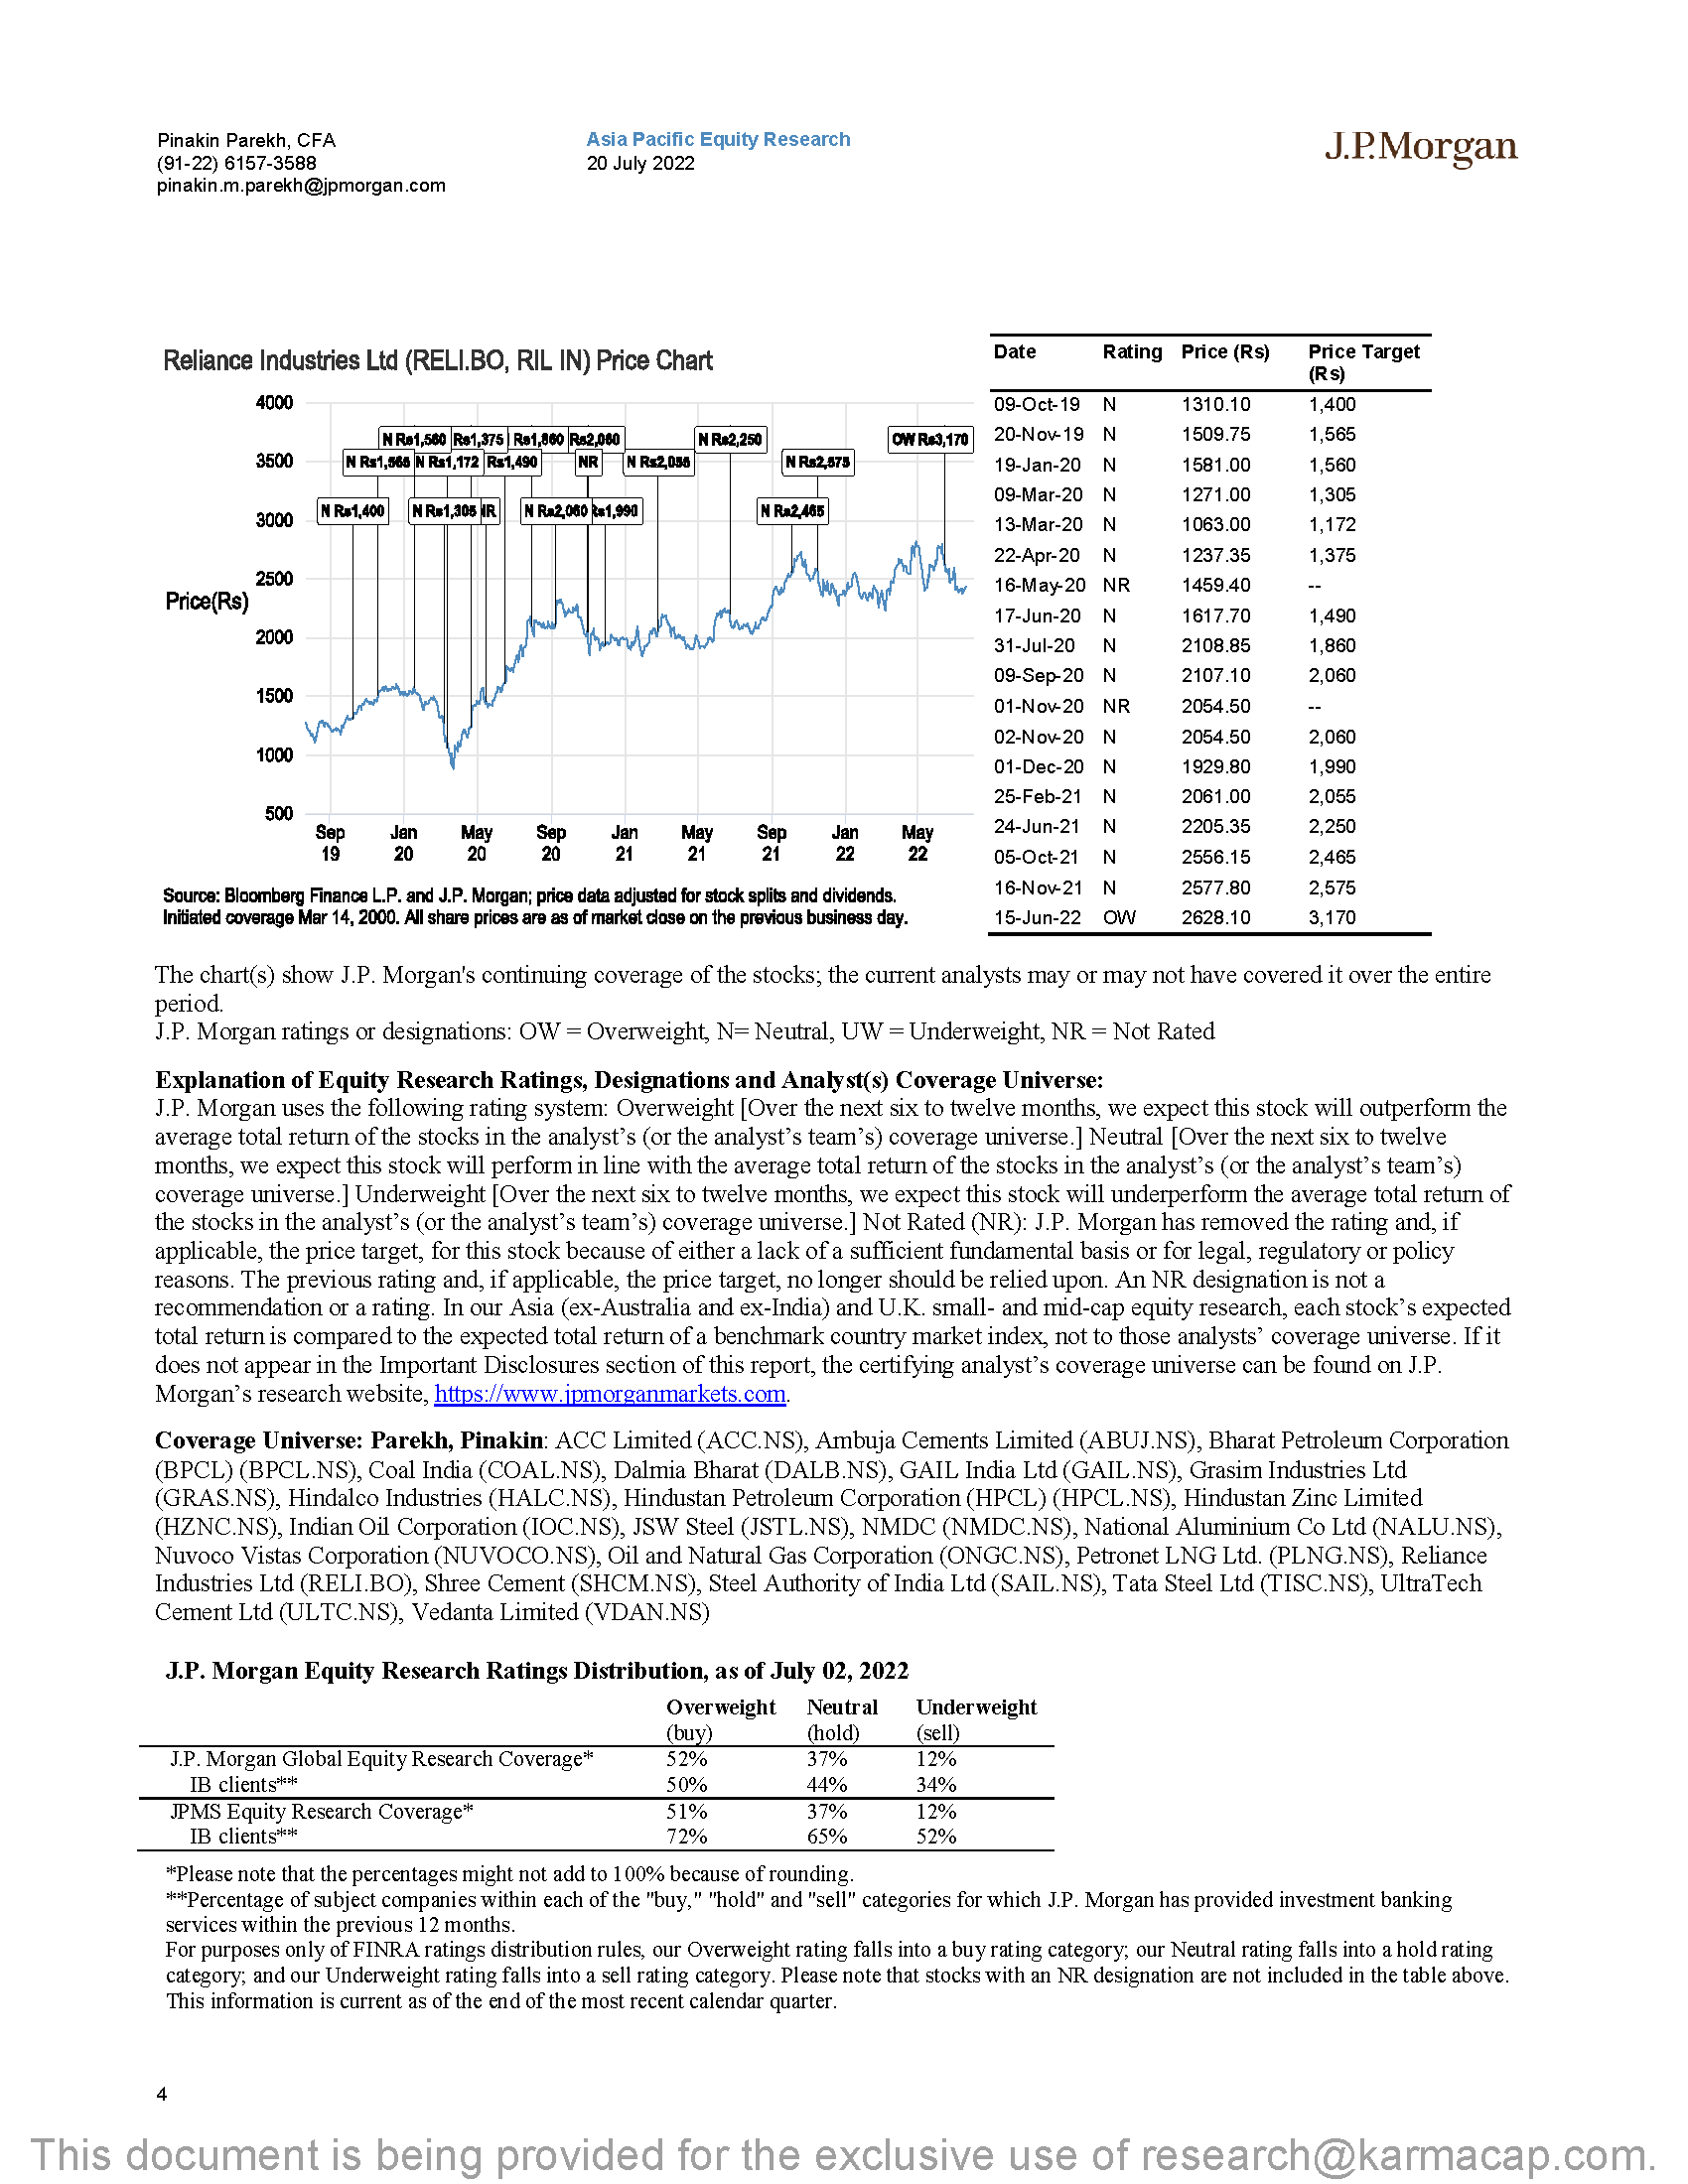 Pinakin Parekh, CFA
(91-22) 6157-3588
pinakin.m.parekh@jpmorgan.com
Asia Pacific Equity Research
20 July 2022
J.P.Morgan
Reliance Industries Ltd (RELI.BO, RIL IN) Price Chart
Price(Rs)
4000
3500
3000
2500
2000
1500
1000
500
N Rs1,560 Rs1,375 Rs1,860 Rs2,060 N Rs2,250 OW Rs3,170
N Rs1,565 N Rs1,172 Rs1,490 NR N Rs2,055 N Rs2,575
N Rs1,400 N Rs1,305 N Rs2,060 Rs1,990 N Rs2,465
Sep Jan May Sep Jan May Sep Jan May
19 20 20 20 21 21 21 22 22
Source: Bloomberg Finance L.P. and J.P. Morgan; price data adjusted for stock splits and dividends.
Initiated coverage Mar 14, 2000. All share prices are as of market close on the previous business day.
Date Rating Price (Rs) Price Target
(Rs)
09-Oct-19 N 1310.10 1,400
20-Nov-19 N 1509.75 1,565
19-Jan-20 N 1581.00 1,560
09-Mar-20 N 1271.00 1,305
13-Mar-20 N 1063.00 1,172
22-Apr-20 N 1237.35 1,375
16-May-20 NR 1459.40 --
17-Jun-20 N 1617.70 1,490
31-Jul-20 N 2108.85 1,860
09-Sep-20 N 2107.10 2,060
01-Nov-20 NR 2054.50 --
02-Nov-20 N 2054.50 2,060
01-Dec-20 N 1929.80 1,990
25-Feb-21 N 2061.00 2,055
24-Jun-21 N 2205.35 2,250
05-Oct-21 N 2556.15 2,465
16-Nov-21 N 2577.80 2,575
15-Jun-22 OW 2628.10 3,170
The chart(s) show J.P. Morgan's continuing coverage of the stocks; the current analysts may or may not have covered it over the entire
period.
J.P. Morgan ratings or designations: OW = Overweight, N= Neutral, UW = Underweight, NR = Not Rated
Explanation of Equity Research Ratings, Designations and Analyst(s) Coverage Universe:
J.P. Morgan uses the following rating system: Overweight [Over the next six to twelve months, we expect this stock will outperform the
average total return of the stocks in the analyst’s (or the analyst’s team’s) coverage universe.] Neutral [Over the next six to twelve
months, we expect this stock will perform in line with the average total return of the stocks in the analyst’s (or the analyst’s team’s)
coverage universe.] Underweight [Over the next six to twelve months, we expect this stock will underperform the average total return of
the stocks in the analyst’s (or the analyst’s team’s) coverage universe.] Not Rated (NR): J.P. Morgan has removed the rating and, if
applicable, the price target, for this stock because of either a lack of a sufficient fundamental basis or for legal, regulatory or policy
reasons. The previous rating and, if applicable, the price target, no longer should be relied upon. An NR designation is not a
recommendation or a rating. In our Asia (ex-Australia and ex-India) and U.K. small- and mid-cap equity research, each stock’s expected
total return is compared to the expected total return of a benchmark country market index, not to those analysts’ coverage universe. If it
does not appear in the Important Disclosures section of this report, the certifying analyst’s coverage universe can be found on J.P.
Morgan’s research website, https://www.jpmorganmarkets.com.
Coverage Universe: Parekh, Pinakin: ACC Limited (ACC.NS), Ambuja Cements Limited (ABUJ.NS), Bharat Petroleum Corporation
(BPCL) (BPCL.NS), Coal India (COAL.NS), Dalmia Bharat (DALB.NS), GAIL India Ltd (GAIL.NS), Grasim Industries Ltd
(GRAS.NS), Hindalco Industries (HALC.NS), Hindustan Petroleum Corporation (HPCL) (HPCL.NS), Hindustan Zinc Limited
(HZNC.NS), Indian Oil Corporation (IOC.NS), JSW Steel (JSTL.NS), NMDC (NMDC.NS), National Aluminium Co Ltd (NALU.NS),
Nuvoco Vistas Corporation (NUVOCO.NS), Oil and Natural Gas Corporation (ONGC.NS), Petronet LNG Ltd. (PLNG.NS), Reliance
Industries Ltd (RELI.BO), Shree Cement (SHCM.NS), Steel Authority of India Ltd (SAIL.NS), Tata Steel Ltd (TISC.NS), UltraTech
Cement Ltd (ULTC.NS), Vedanta Limited (VDAN.NS)
J.P. Morgan Equity Research Ratings Distribution, as of July 02, 2022
Overweight Neutral Underweight
(buy) (hold) (sell)
J.P. Morgan Global Equity Research Coverage* 52% 37% 12%
IB clients** 50% 44% 34%
JPMS Equity Research Coverage* 51% 37% 12%
IB clients** 72% 65% 52%
*Please note that the percentages might not add to 100% because of rounding.
**Percentage of subject companies within each of the "buy," "hold" and "sell" categories for which J.P. Morgan has provided investment banking
services within the previous 12 months.
For purposes only of FINRA ratings distribution rules, our Overweight rating falls into a buy rating category; our Neutral rating falls into a hold rating
category; and our Underweight rating falls into a sell rating category. Please note that stocks with an NR designation are not included in the table above.
This information is current as of the end of the most recent calendar quarter.
4
This document is being provided for the exclusive use of research@karmacap.com.